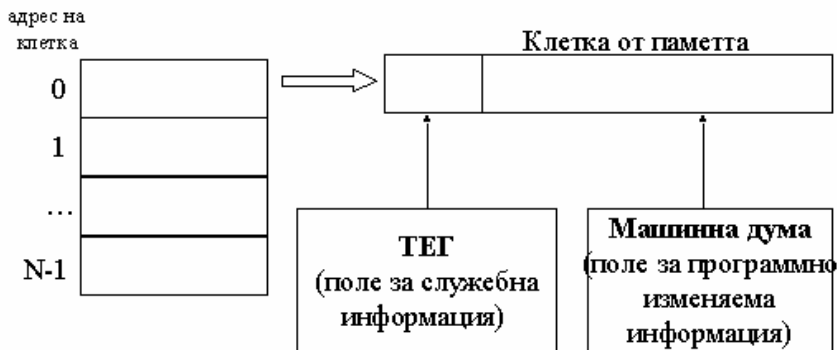 адрес на
клетка
Клетка от паметта
0
1
...
N-1
ТЕГ
(поле за служебна
информация)
Машинна дума
(поле за программно
изменяема
информация)